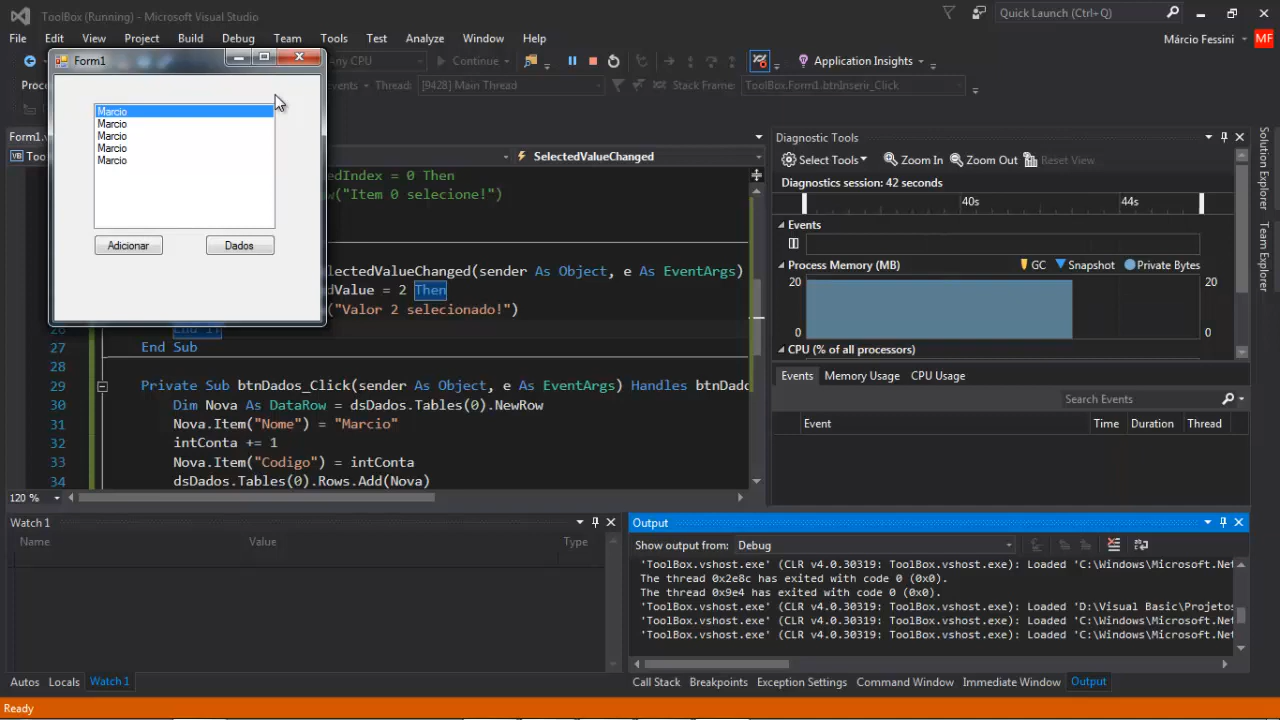 ToolBox (Running) - Microsoft Visual Studio
Quick Launch (Ctrl+Q)
File Edit View Project Build Debug Team Tools Test Analyze Window Help
Márcio Fessini MF
Form1
Any CPU Continue Application Insights
Events Thread: [9428] Main Thread Stack Frame: ToolBox.Form1.btnInserir_Click
Marcio
Marcio
Marcio
Marcio
Marcio
Adicionar Dados
SelectedValueChanged
edIndex = 0 Then
("Item 0 selecione!")
lectedValueChanged(sender As Object, e As EventArgs)
dValue = 2 Then
("Valor 2 selecionado!")
26 End If
27 End Sub
28
29 Private Sub btnDados_Click(sender As Object, e As EventArgs) Handles btnDado
30 Dim Nova As DataRow = dsDados.Tables(0).NewRow
31 Nova.Item("Nome") = "Marcio"
32 intConta += 1
33 Nova.Item("Codigo") = intConta
34 dsDados.Tables(0).Rows.Add(Nova)
120 %
Diagnostic Tools
Select Tools Zoom In Zoom Out Reset View
Diagnostics session: 42 seconds
40s 44s
Events
Process Memory (MB) GC Snapshot Private Bytes
20 20
0 0
CPU (% of all processors)
Events Memory Usage CPU Usage
Search Events
Event Time Duration Thread
Solution Explorer
Team Explorer
Watch 1
Name Value Type
Autos Locals Watch 1
Output
Show output from: Debug
'ToolBox.vshost.exe' (CLR v4.0.30319: ToolBox.vshost.exe): Loaded 'C:\Windows\Microsoft.Net
The thread 0x2e8c has exited with code 0 (0x0).
The thread 0x9e4 has exited with code 0 (0x0).
'ToolBox.vshost.exe' (CLR v4.0.30319: ToolBox.vshost.exe): Loaded 'D:\Visual Basic\Projetos
'ToolBox.vshost.exe' (CLR v4.0.30319: ToolBox.vshost.exe): Loaded 'C:\Windows\Microsoft.Net
'ToolBox.vshost.exe' (CLR v4.0.30319: ToolBox.vshost.exe): Loaded 'C:\Windows\Microsoft.Net
Call Stack Breakpoints Exception Settings Command Window Immediate Window Output
Ready